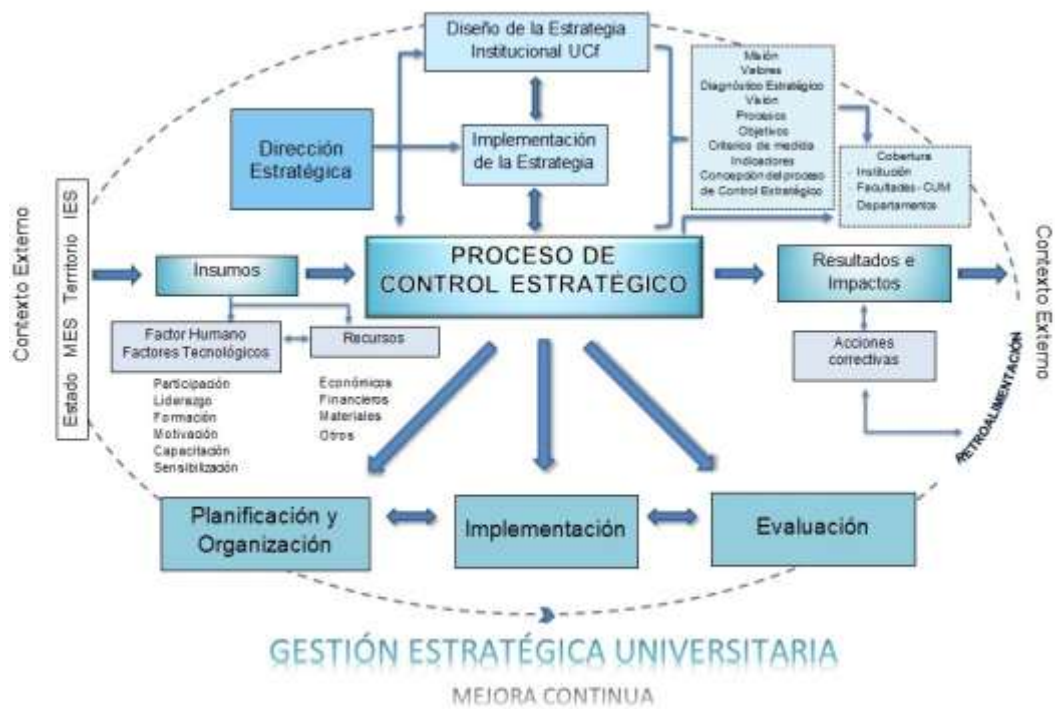 Diseño de la Estrategia
Institucional UCf
Misión
Valores
Diagnóstico Estratégico
Visión
Procesos
Objetivos
Criterios de medida
Indicadores
Concepción del proceso
de Control Estratégico
Dirección
Estratégica
Implementación
de la Estrategia
Cobertura
- Institución
- Facultades- CUM
- Departamentos
Contexto Externo
Estado MES Territorio IES
Insumos
PROCESO DE
CONTROL ESTRATÉGICO
Resultados e
Impactos
Contexto Externo
Factor Humano
Factores Tecnológicos
Recursos
Acciones
correctivas
RETROALIMENTACIÓN
Participación
Liderazgo
Formación
Motivación
Capacitación
Sensibilización
Económicos
Financieros
Materiales
Otros
Planificación y
Organización
Implementación
Evaluación
GESTIÓN ESTRATÉGICA UNIVERSITARIA
MEJORA CONTINUA